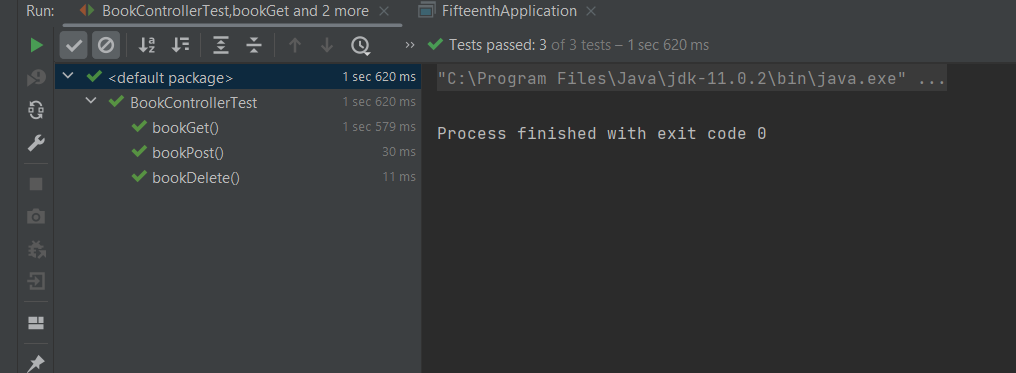 Run: BookControllerTest,bookGet and 2 more × FifteenthApplication ×
Tests passed: 3 of 3 tests – 1 sec 620 ms
<default package> 1 sec 620 ms
BookControllerTest 1 sec 620 ms
bookGet() 1 sec 579 ms
bookPost() 30 ms
bookDelete() 11 ms
"C:\Program Files\Java\jdk-11.0.2\bin\java.exe" ...
Process finished with exit code 0